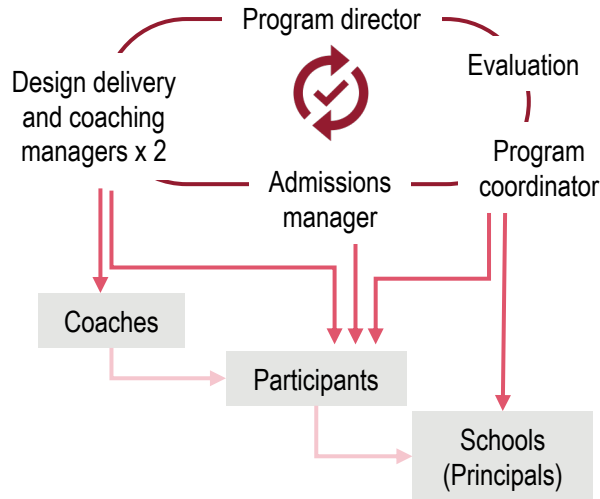 Program director
Evaluation
Design delivery
and coaching
managers x 2
Program
coordinator
Admissions
manager
Coaches
Participants
Schools
(Principals)